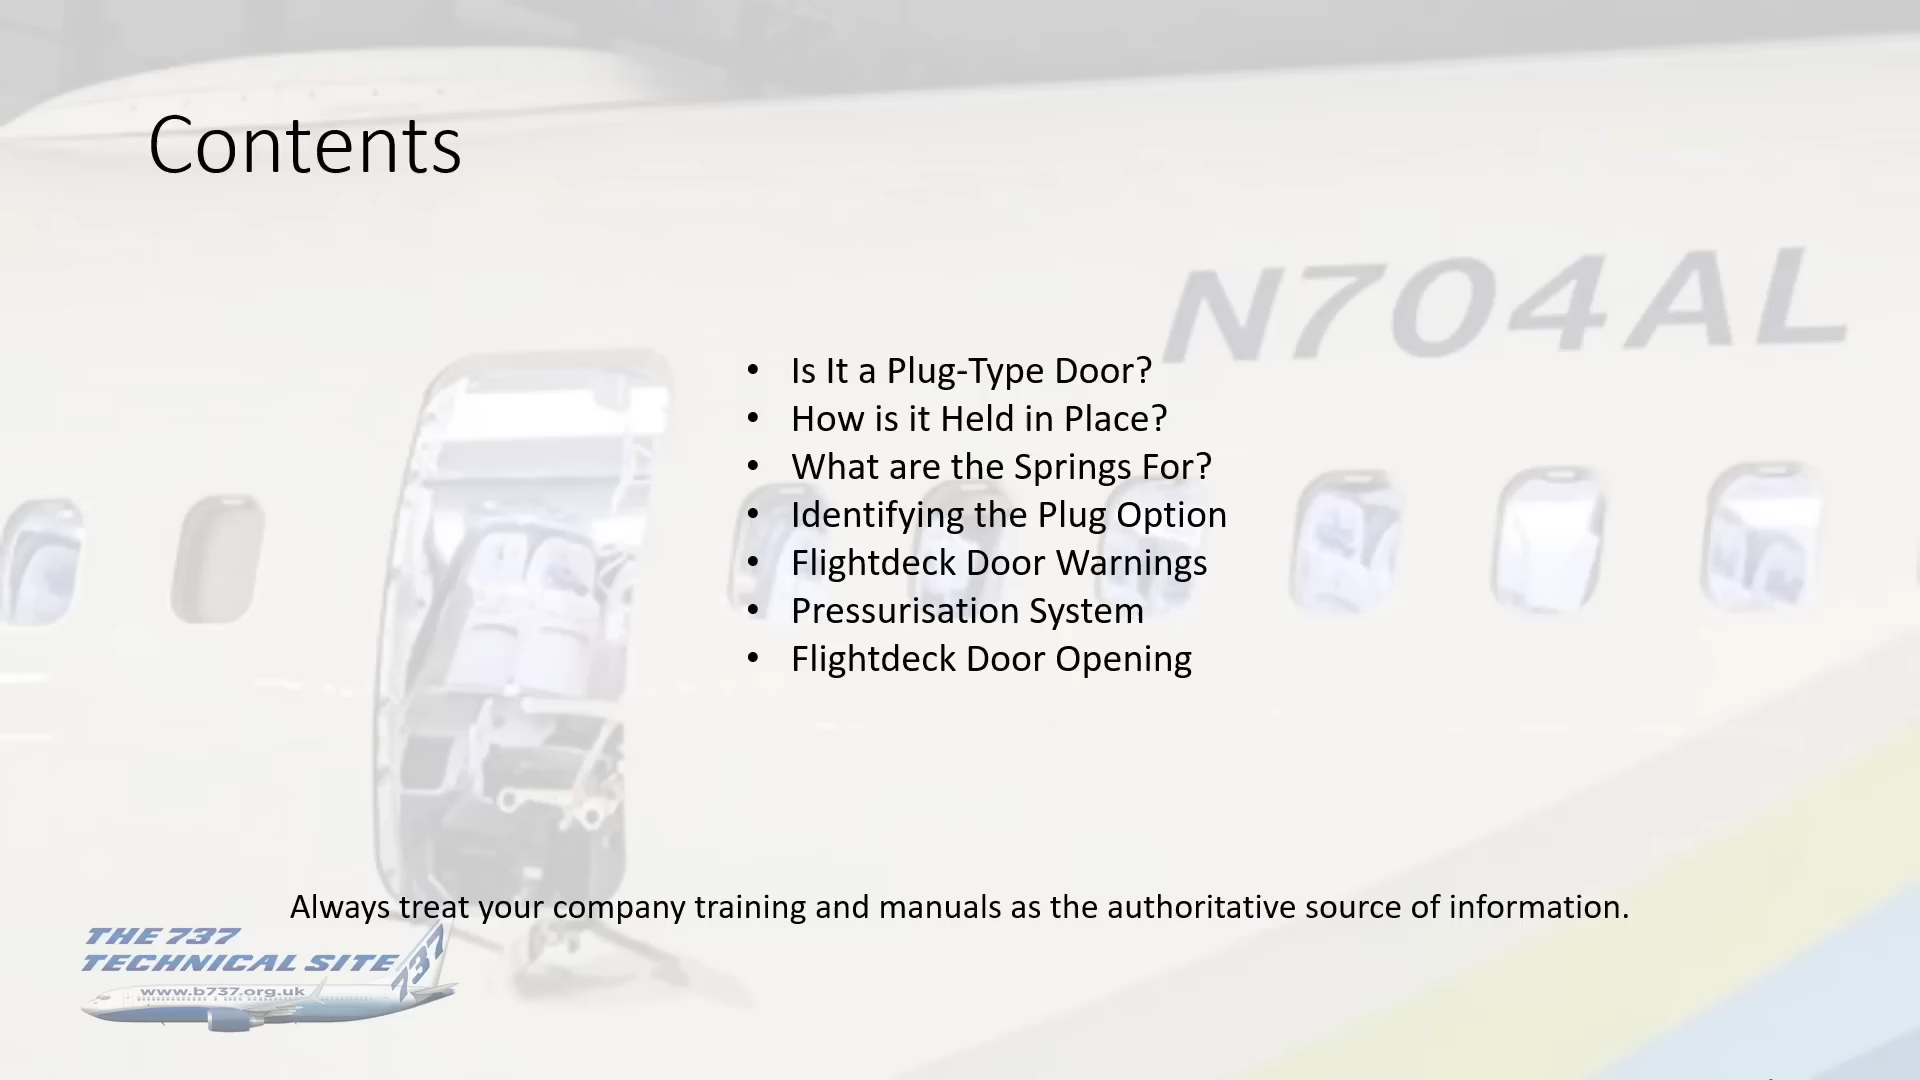 Contents
N704AL
• Is It a Plug-Type Door?
• How is it Held in Place?
• What are the Springs For?
• Identifying the Plug Option
• Flightdeck Door Warnings
• Pressurisation System
• Flightdeck Door Opening
Always treat your company training and manuals as the authoritative source of information.
THE 737
TECHNICAL SITE
737
www.b737.org.uk